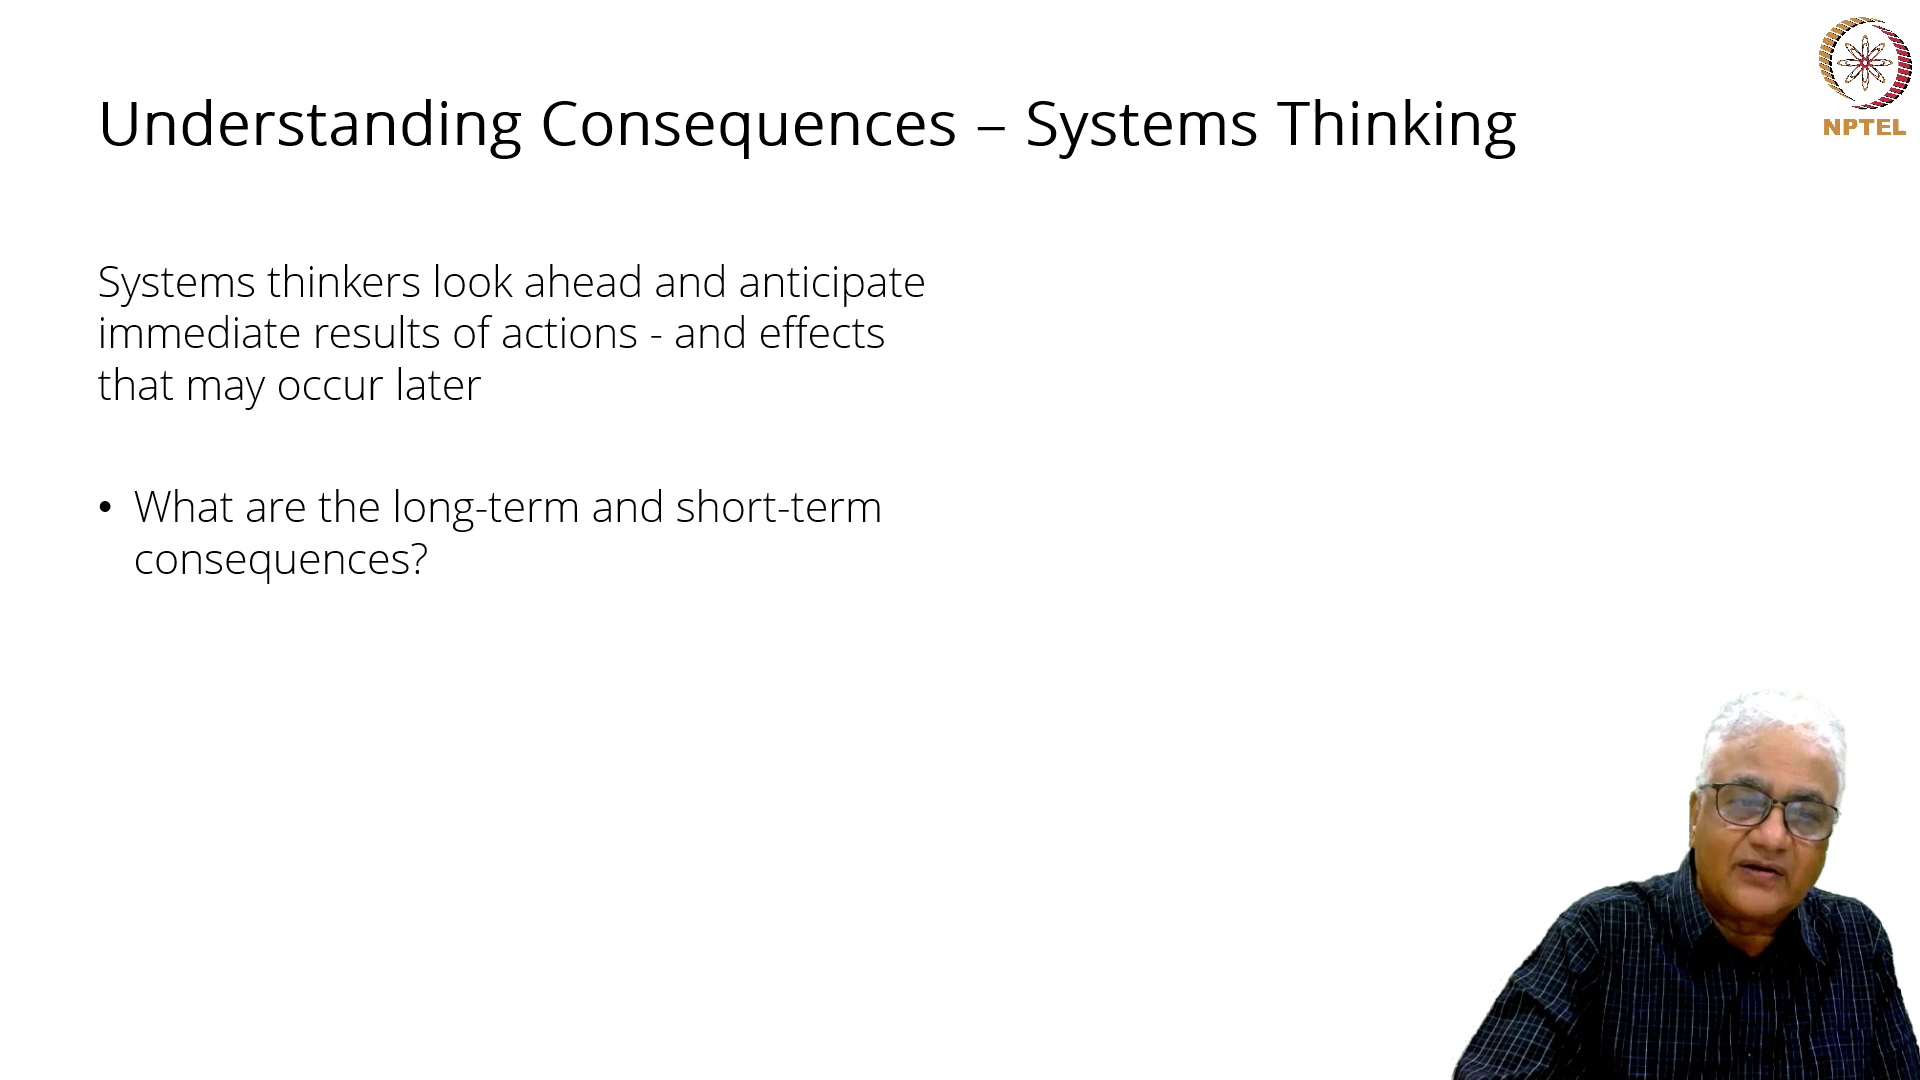 Understanding Consequences – Systems Thinking
NPTEL
Systems thinkers look ahead and anticipate
immediate results of actions - and effects
that may occur later
• What are the long-term and short-term
consequences?